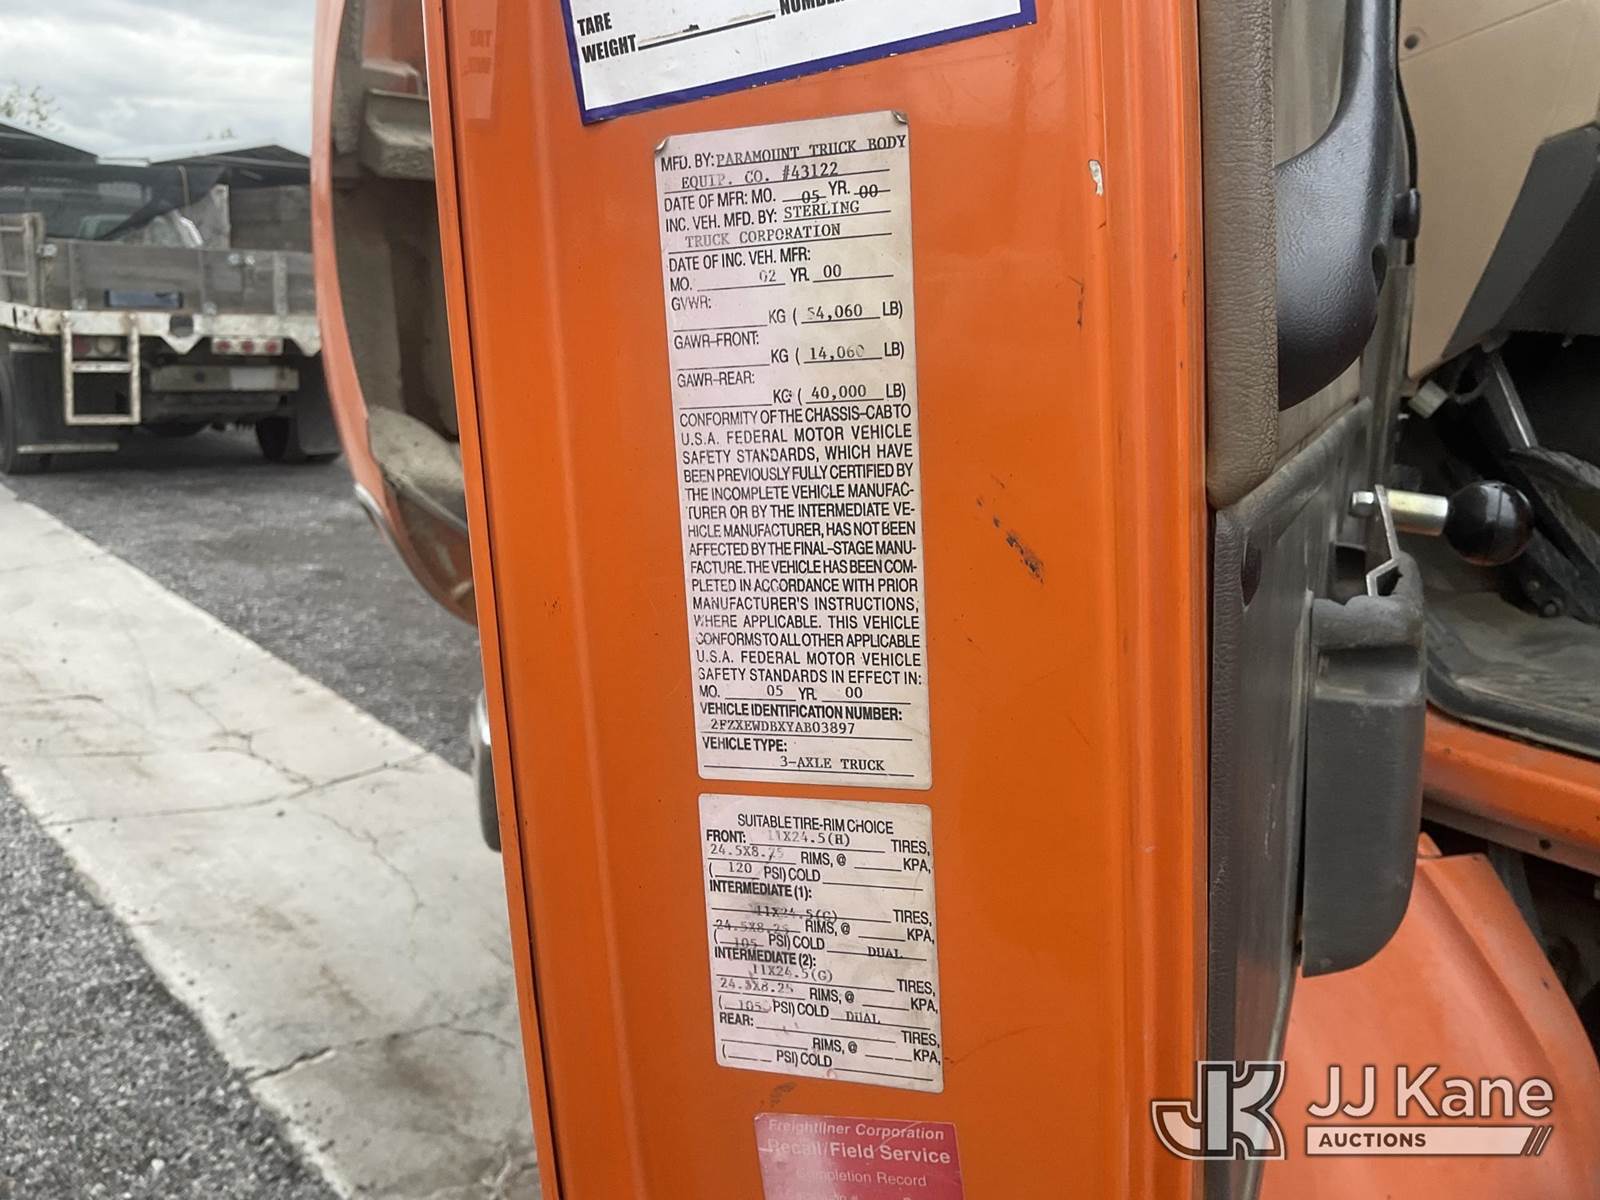 TARE
WEIGHT
MFD. BY: PARAMOUNT TRUCK BODY
EQUIP. CO. #43122
DATE OF MFR: MO. 05 YR. 00
INC. VEH. MFD. BY: STERLING
TRUCK CORPORATION
DATE OF INC. VEH. MFR:
MO. 02 YR. 00
GVWR:
KG ( 54,060 LB)
GAWR-FRONT:
KG ( 14,060 LB)
GAWR-REAR:
KG ( 40,000 LB)
CONFORMITY OF THE CHASSIS-CAB TO
U.S.A. FEDERAL MOTOR VEHICLE
SAFETY STANDARDS, WHICH HAVE
BEEN PREVIOUSLY FULLY CERTIFIED BY
THE INCOMPLETE VEHICLE MANUFAC-
TURER OR BY THE INTERMEDIATE VE-
HICLE MANUFACTURER, HAS NOT BEEN
AFFECTED BY THE FINAL-STAGE MANU-
FACTURE. THE VEHICLE HAS BEEN COM-
PLETED IN ACCORDANCE WITH PRIOR
MANUFACTURER'S INSTRUCTIONS,
WHERE APPLICABLE. THIS VEHICLE
CONFORMS TO ALL OTHER APPLICABLE
U.S.A. FEDERAL MOTOR VEHICLE
SAFETY STANDARDS IN EFFECT IN:
MO. 05 YR. 00
VEHICLE IDENTIFICATION NUMBER:
2FZXEWDBXYAB03897
VEHICLE TYPE:
3-AXLE TRUCK
SUITABLE TIRE-RIM CHOICE
FRONT: 11X24.5(H) TIRES,
24.5X8.25 RIMS, @ KPA,
( 120 PSI) COLD
INTERMEDIATE (1):
11X24.5(G) TIRES,
24.5X8.25 RIMS, @ KPA,
( 105 PSI) COLD DUAL
INTERMEDIATE (2):
11X24.5(G) TIRES,
24.5X8.25 RIMS, @ KPA,
( 105 PSI) COLD DUAL
REAR: TIRES,
RIMS, @ KPA,
( PSI) COLD
Freightliner Corporation
Recall/Field Service
Completion Record
JK JJ Kane
AUCTIONS